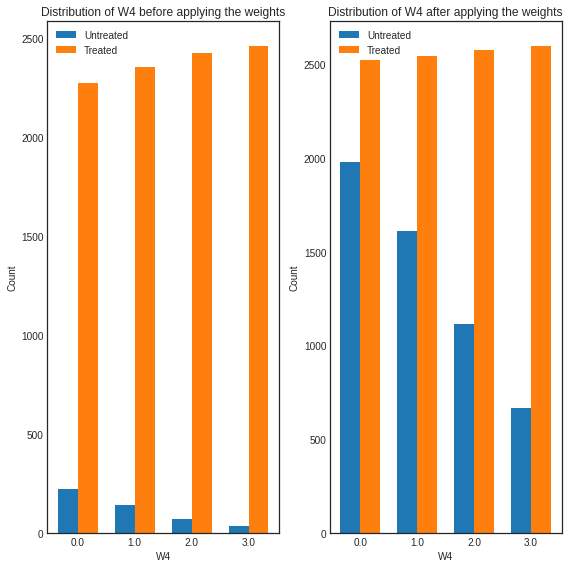 Distribution of W4 before applying the weights
Untreated
Treated
Count
2500
2000
1500
1000
500
0
0.0 1.0 2.0 3.0
W4
Distribution of W4 after applying the weights
Untreated
Treated
Count
2500
2000
1500
1000
500
0
0.0 1.0 2.0 3.0
W4